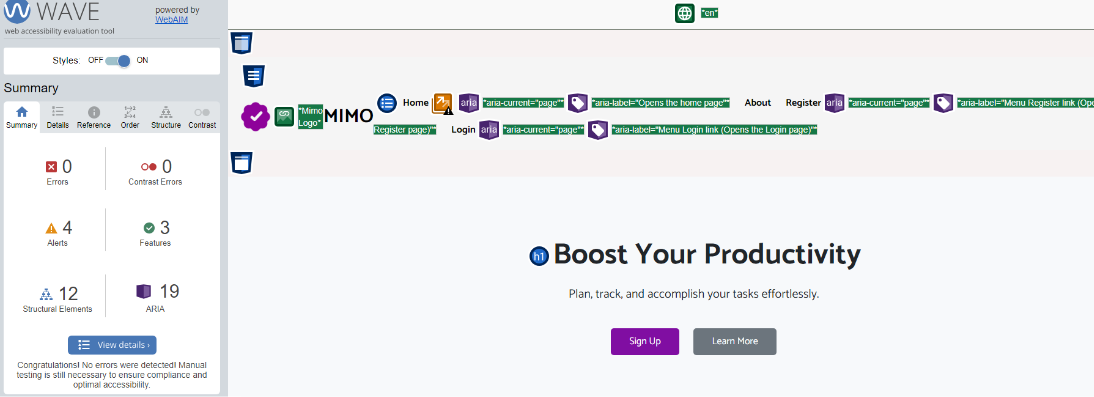 WAVE
powered by
WebAIM
web accessibility evaluation tool
Styles: OFF ON
Summary
Summary Details Reference Order Structure Contrast
0 0
Errors Contrast Errors
4 3
Alerts Features
12 19
Structural Elements ARIA
View details ›
Congratulations! No errors were detected! Manual
testing is still necessary to ensure compliance and
optimal accessibility.
"en"
*"Mimo
Logo"
MIMO
Home aria *"aria-current="page"" *"aria-label="Opens the home page"" About Register aria *"aria-current="page"" *"aria-label="Menu Register link (Opens the
Register page)"" Login aria *"aria-current="page"" *"aria-label="Menu Login link (Opens the Login page)""
h1 Boost Your Productivity
Plan, track, and accomplish your tasks effortlessly.
Sign Up Learn More